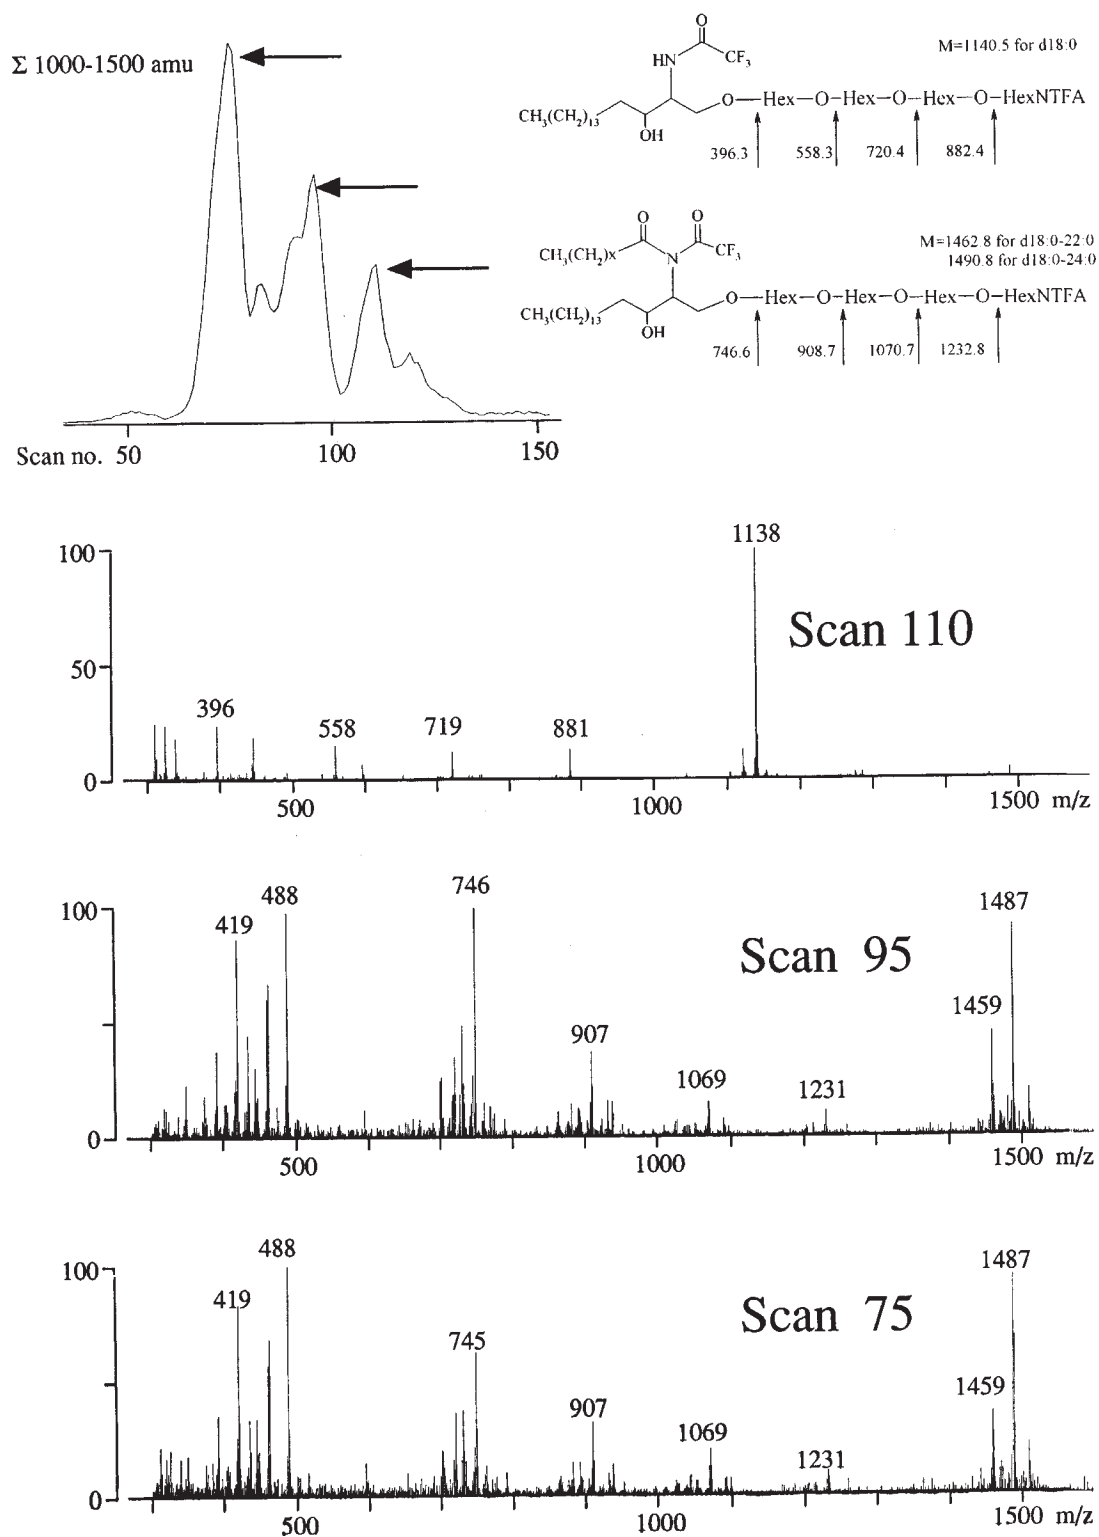 Σ 1000-1500 amu
Scan no. 50 100 150
O
HN CF₃
M=1140.5 for d18:0
CH₃(CH₂)₁₃ O—Hex—O—Hex—O—Hex—O—HexNTFA
OH
396.3 558.3 720.4 882.4
O O
CH₃(CH₂)x N CF₃
M=1462.8 for d18:0-22:0
1490.8 for d18:0-24:0
CH₃(CH₂)₁₃ O—Hex—O—Hex—O—Hex—O—HexNTFA
OH
746.6 908.7 1070.7 1232.8
1138
100
Scan 110
50
396 558 719 881
0
500 1000 1500 m/z
746
488 1487
100
419
Scan 95
1459
907
1069 1231
0
500 1000 1500 m/z
488
1487
100
419
Scan 75
745
1459
907
1069
1231
0
500 1000 1500 m/z